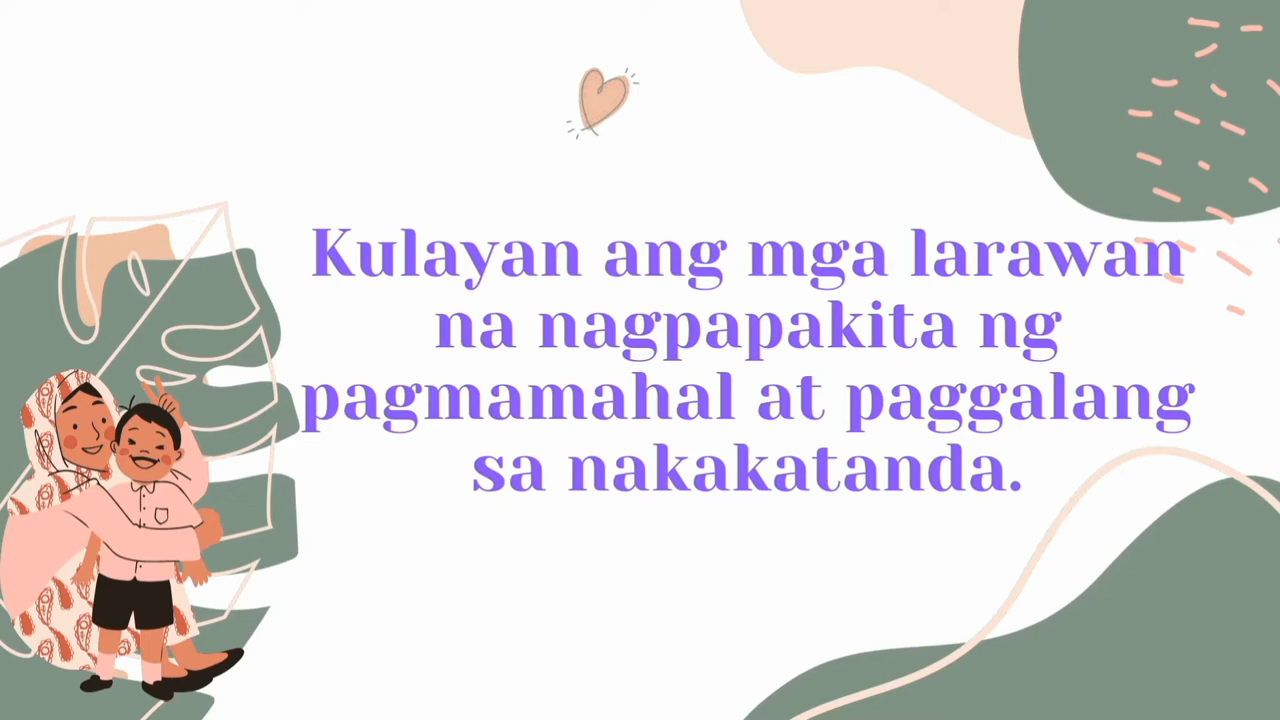 Kulayan ang mga larawan
na nagpapakita ng
pagmamahal at paggalang
sa nakakatanda.